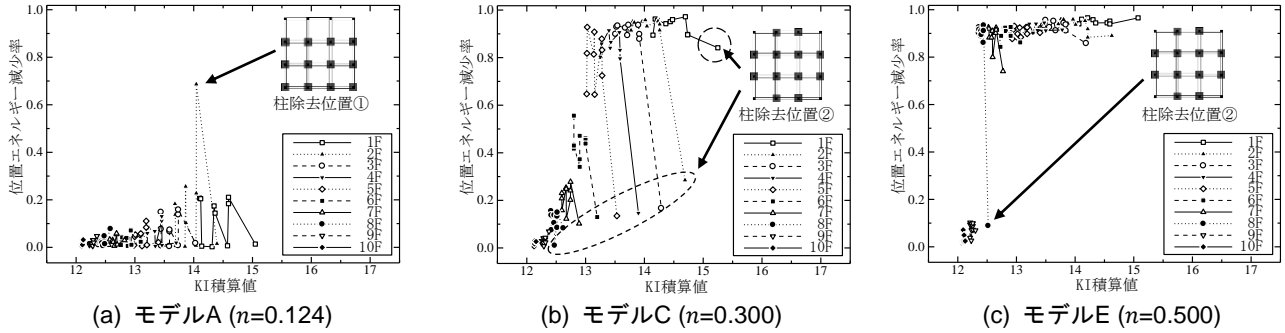 位置エネルギー減少率
1.0
0.8
0.6
0.4
0.2
0.0
12 13 14 15 16 17
KI積算値
柱除去位置①
1F
2F
3F
4F
5F
6F
7F
8F
9F
10F
(a) モデルA (n=0.124)
位置エネルギー減少率
1.0
0.8
0.6
0.4
0.2
0.0
12 13 14 15 16 17
KI積算値
柱除去位置②
1F
2F
3F
4F
5F
6F
7F
8F
9F
10F
(b) モデルC (n=0.300)
位置エネルギー減少率
1.0
0.8
0.6
0.4
0.2
0.0
12 13 14 15 16 17
KI積算値
柱除去位置②
1F
2F
3F
4F
5F
6F
7F
8F
9F
10F
(c) モデルE (n=0.500)